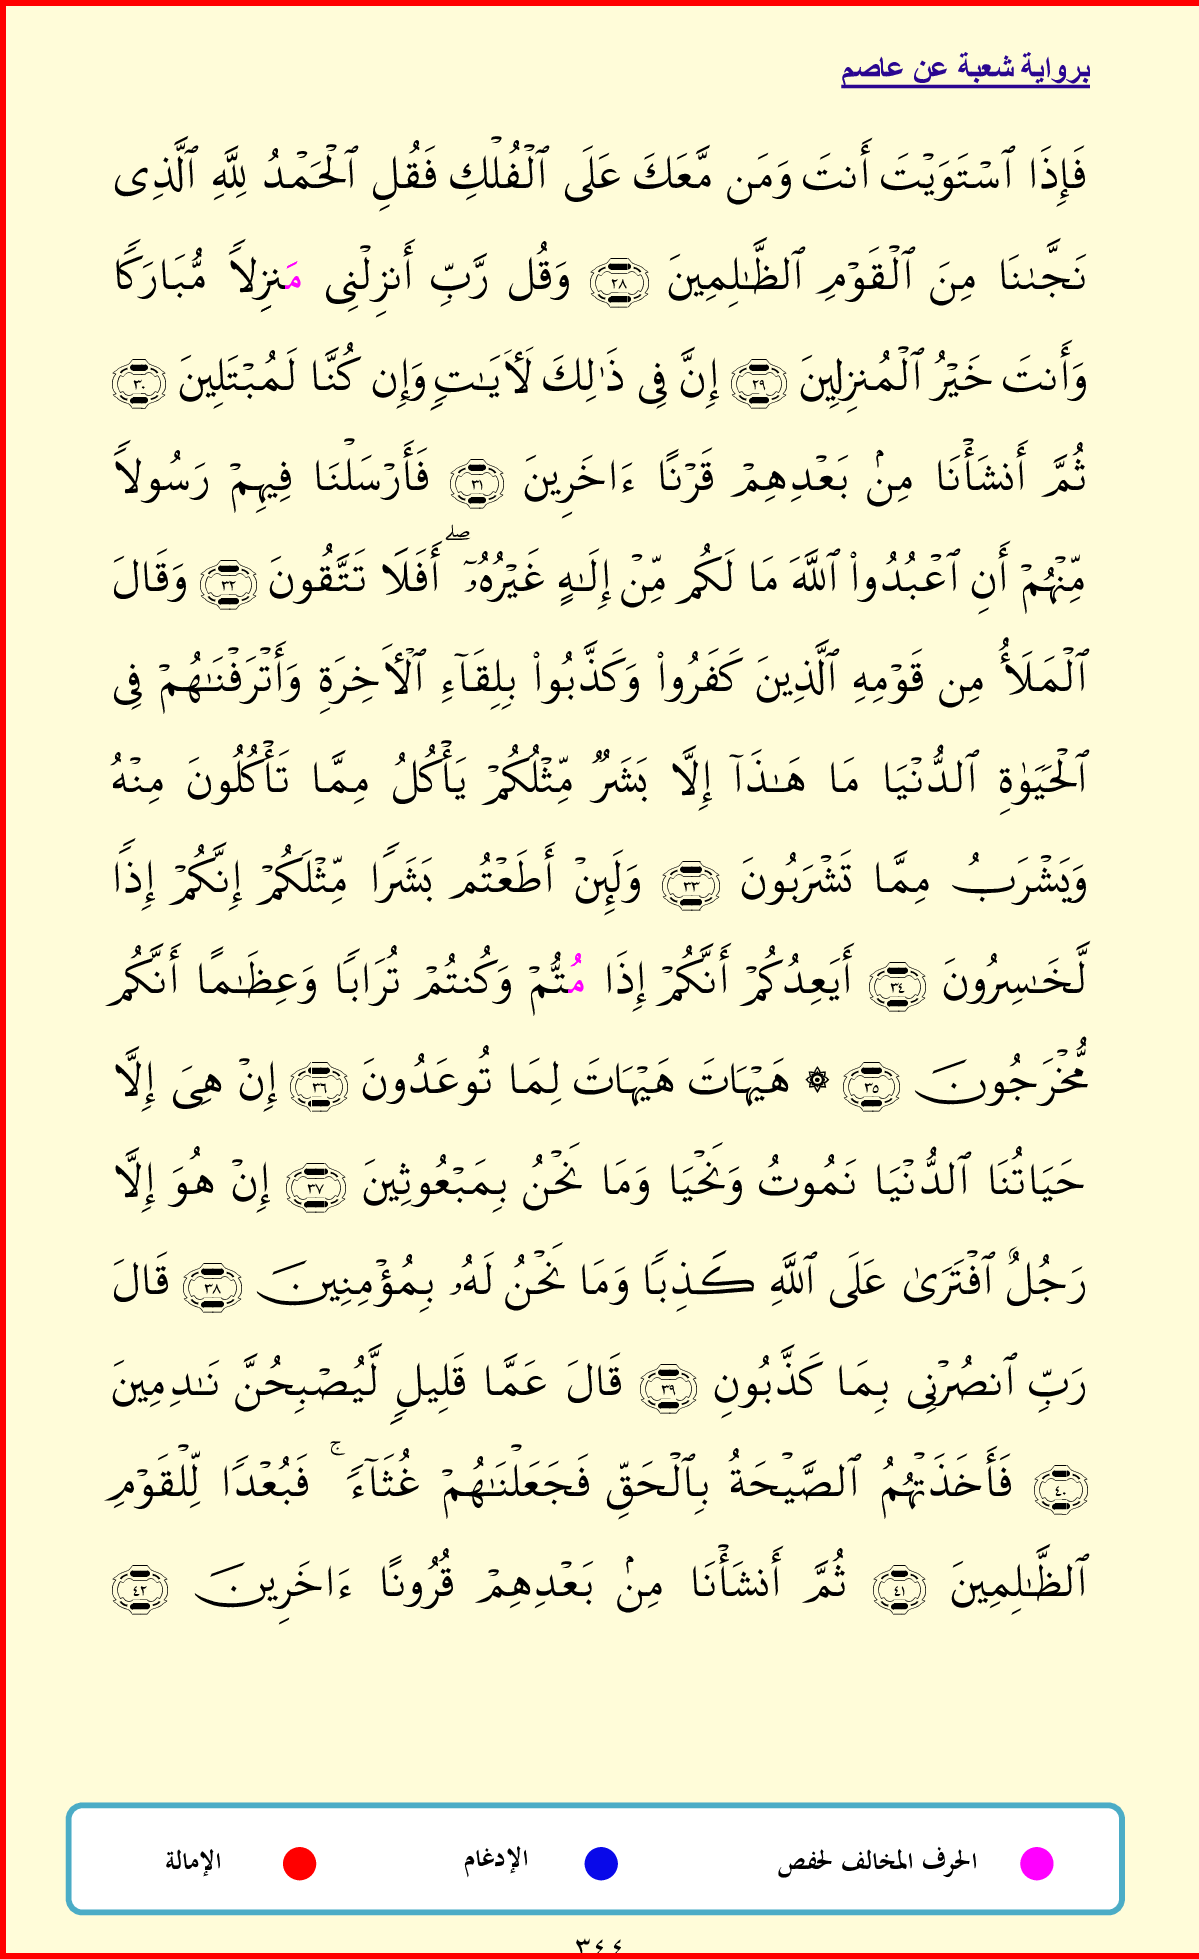 برواية شعبة عن عاصم
فَإِذَا ٱسْتَوَيْتَ أَنتَ وَمَن مَّعَكَ عَلَى ٱلْفُلْكِ فَقُلِ ٱلْحَمْدُ لِلَّهِ ٱلَّذِى
نَجَّىٰنَا مِنَ ٱلْقَوْمِ ٱلظَّـٰلِمِينَ ٢٨ وَقُل رَّبِّ أَنزِلْنِى مَنزِلاً مُّبَارَكًا
وَأَنتَ خَيْرُ ٱلْمُنزِلِينَ ٢٩ إِنَّ فِى ذَٰلِكَ لَأَيَـٰتٍ وَإِن كُنَّا لَمُبْتَلِينَ ٣٠
ثُمَّ أَنشَأْنَا مِنۢ بَعْدِهِمْ قَرْنًا ءَاخَرِينَ ٣١ فَأَرْسَلْنَا فِيهِمْ رَسُولاً
مِّنْهُمْ أَنِ ٱعْبُدُوا۟ ٱللَّهَ مَا لَكُم مِّنْ إِلَـٰهٍ غَيْرُهُۥٓ ۖ أَفَلَا تَتَّقُونَ ٣٢ وَقَالَ
ٱلْمَلَأُ مِن قَوْمِهِ ٱلَّذِينَ كَفَرُوا۟ وَكَذَّبُوا۟ بِلِقَآءِ ٱلْأَخِرَةِ وَأَتْرَفْنَـٰهُمْ فِى
ٱلْحَيَوٰةِ ٱلدُّنْيَا مَا هَـٰذَآ إِلَّا بَشَرٌ مِّثْلُكُمْ يَأْكُلُ مِمَّا تَأْكُلُونَ مِنْهُ
وَيَشْرَبُ مِمَّا تَشْرَبُونَ ٣٣ وَلَئِنْ أَطَعْتُم بَشَرًا مِّثْلَكُمْ إِنَّكُمْ إِذًا
لَّخَـٰسِرُونَ ٣٤ أَيَعِدُكُمْ أَنَّكُمْ إِذَا مُتُّمْ وَكُنتُمْ تُرَابًا وَعِظَـٰمًا أَنَّكُم
مُّخْرَجُونَ ٣٥ ۞ هَيْهَاتَ هَيْهَاتَ لِمَا تُوعَدُونَ ٣٦ إِنْ هِىَ إِلَّا
حَيَاتُنَا ٱلدُّنْيَا نَمُوتُ وَنَحْيَا وَمَا نَحْنُ بِمَبْعُوثِينَ ٣٧ إِنْ هُوَ إِلَّا
رَجُلٌ ٱفْتَرَىٰ عَلَى ٱللَّهِ كَذِبًا وَمَا نَحْنُ لَهُۥ بِمُؤْمِنِينَ ٣٨ قَالَ
رَبِّ ٱنصُرْنِى بِمَا كَذَّبُونِ ٣٩ قَالَ عَمَّا قَلِيلٍ لَّيُصْبِحُنَّ نَـٰدِمِينَ
٤٠ فَأَخَذَتْهُمُ ٱلصَّيْحَةُ بِٱلْحَقِّ فَجَعَلْنَـٰهُمْ غُثَآءً ۚ فَبُعْدًا لِّلْقَوْمِ
ٱلظَّـٰلِمِينَ ٤١ ثُمَّ أَنشَأْنَا مِنۢ بَعْدِهِمْ قُرُونًا ءَاخَرِينَ ٤٢
الحرف المخالف لحفص الإدغام الإمالة
٣٤٤